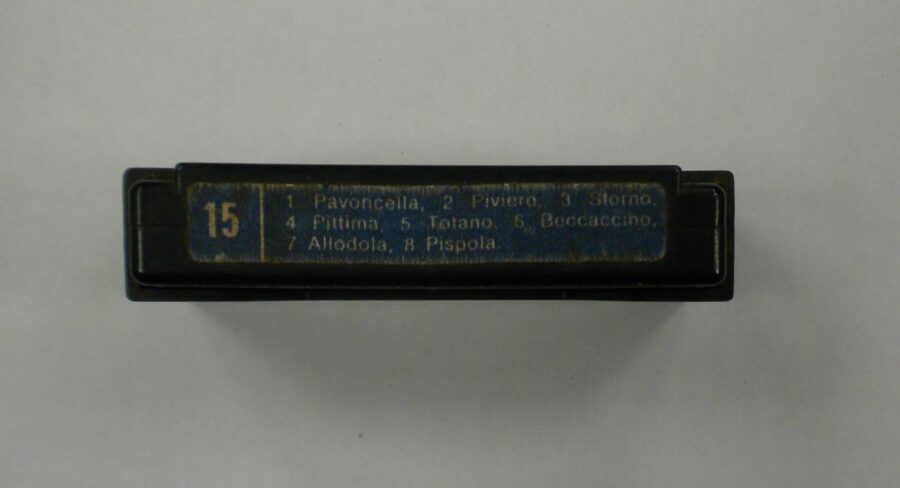 15
1 Pavoncella, 2 Piviere, 3 Storno,
4 Pittima, 5 Totano, 6 Beccaccino,
7 Allodola, 8 Pispola.